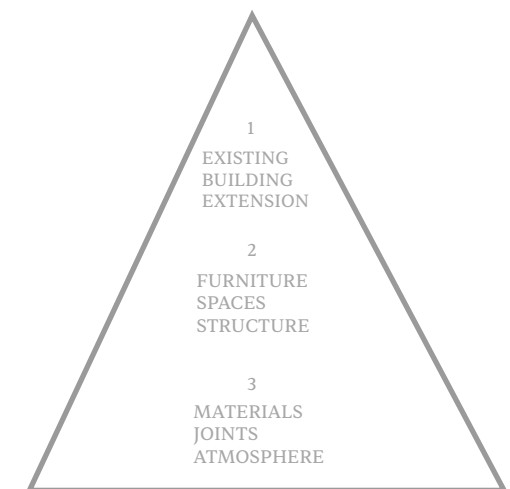 1
EXISTING
BUILDING
EXTENSION
2
FURNITURE
SPACES
STRUCTURE
3
MATERIALS
JOINTS
ATMOSPHERE